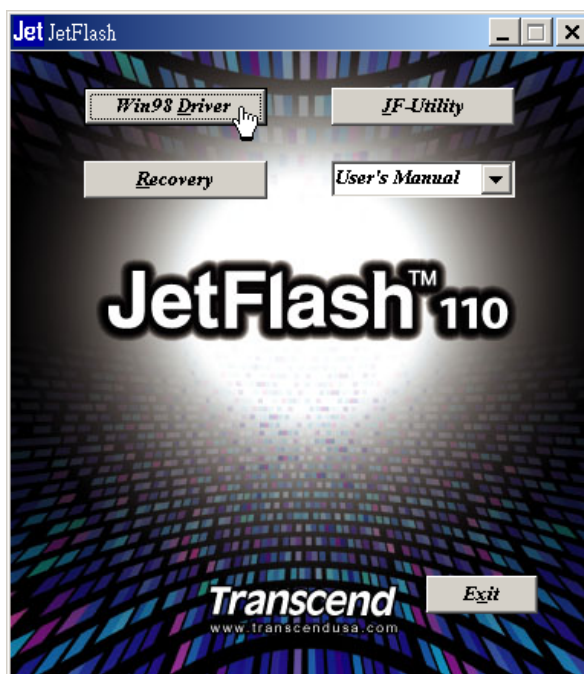 Jet JetFlash
Win98 Driver
JF-Utility
Recovery
User's Manual
JetFlash™ 110
Transcend
www.transcendusa.com
Exit